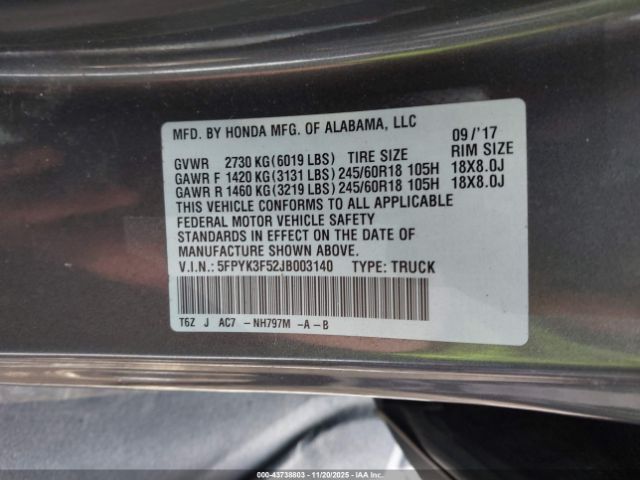 MFD. BY HONDA MFG. OF ALABAMA, LLC 09/'17
GVWR 2730 KG(6019 LBS) TIRE SIZE RIM SIZE
GAWR F 1420 KG(3131 LBS)245/60R18 105H 18X8.0J
GAWR R 1460 KG(3219 LBS)245/60R18 105H 18X8.0J
THIS VEHICLE CONFORMS TO ALL APPLICABLE
FEDERAL MOTOR VEHICLE SAFETY
STANDARDS IN EFFECT ON THE DATE OF
MANUFACTURE SHOWN ABOVE.
V.I.N.: 5FPYK3F52JB003140 TYPE: TRUCK
T6Z J AC7 -NH797M -A-B
000-43738803 - 11/20/2025 - IAA Inc.